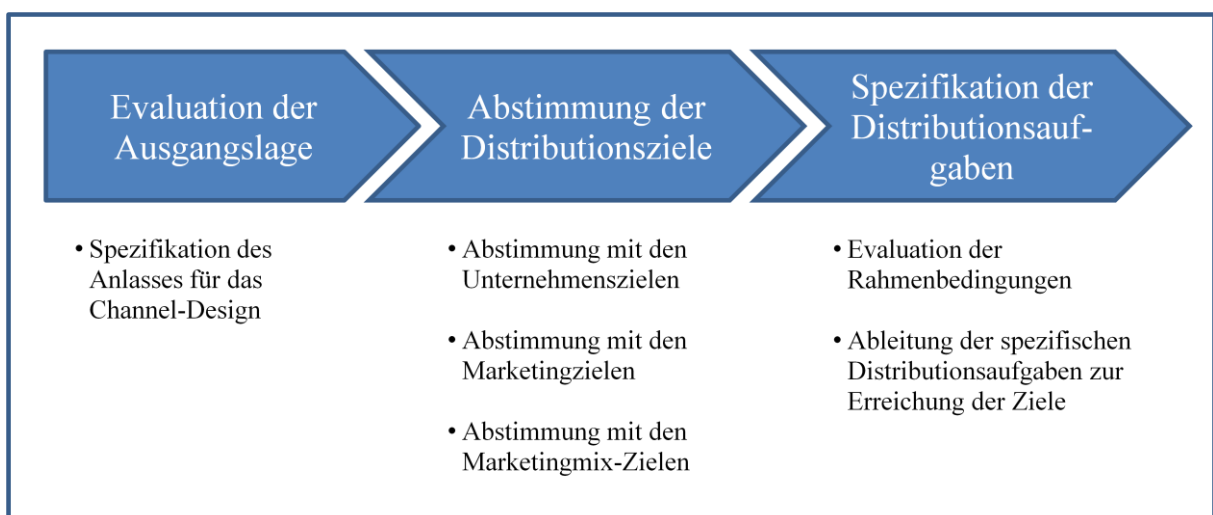 Evaluation der
Ausgangslage
Abstimmung der
Distributionsziele
Spezifikation der
Distributionsauf-
gaben
• Spezifikation des
Anlasses für das
Channel-Design
• Abstimmung mit den
Unternehmenszielen
• Abstimmung mit den
Marketingzielen
• Abstimmung mit den
Marketingmix-Zielen
• Evaluation der
Rahmenbedingungen
• Ableitung der spezifischen
Distributionsaufgaben zur
Erreichung der Ziele